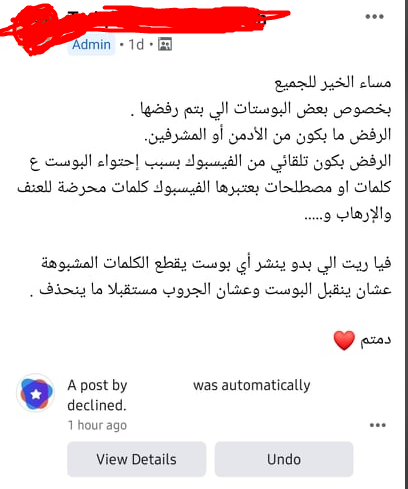 Admin • 1d •
مساء الخير للجميع
بخصوص بعض البوستات الي بتم رفضها .
الرفض ما بكون من الأدمن أو المشرفين.
الرفض بكون تلقائي من الفيسبوك بسبب إحتواء البوست ع
كلمات او مصطلحات بعتبرها الفيسبوك كلمات محرضة للعنف
والإرهاب و.....
فيا ريت الي بدو ينشر أي بوست يقطع الكلمات المشبوهة
عشان ينقبل البوست وعشان الجروب مستقبلا ما ينحذف .
دمتم ❤️
A post by was automatically
declined.
1 hour ago
View Details
Undo